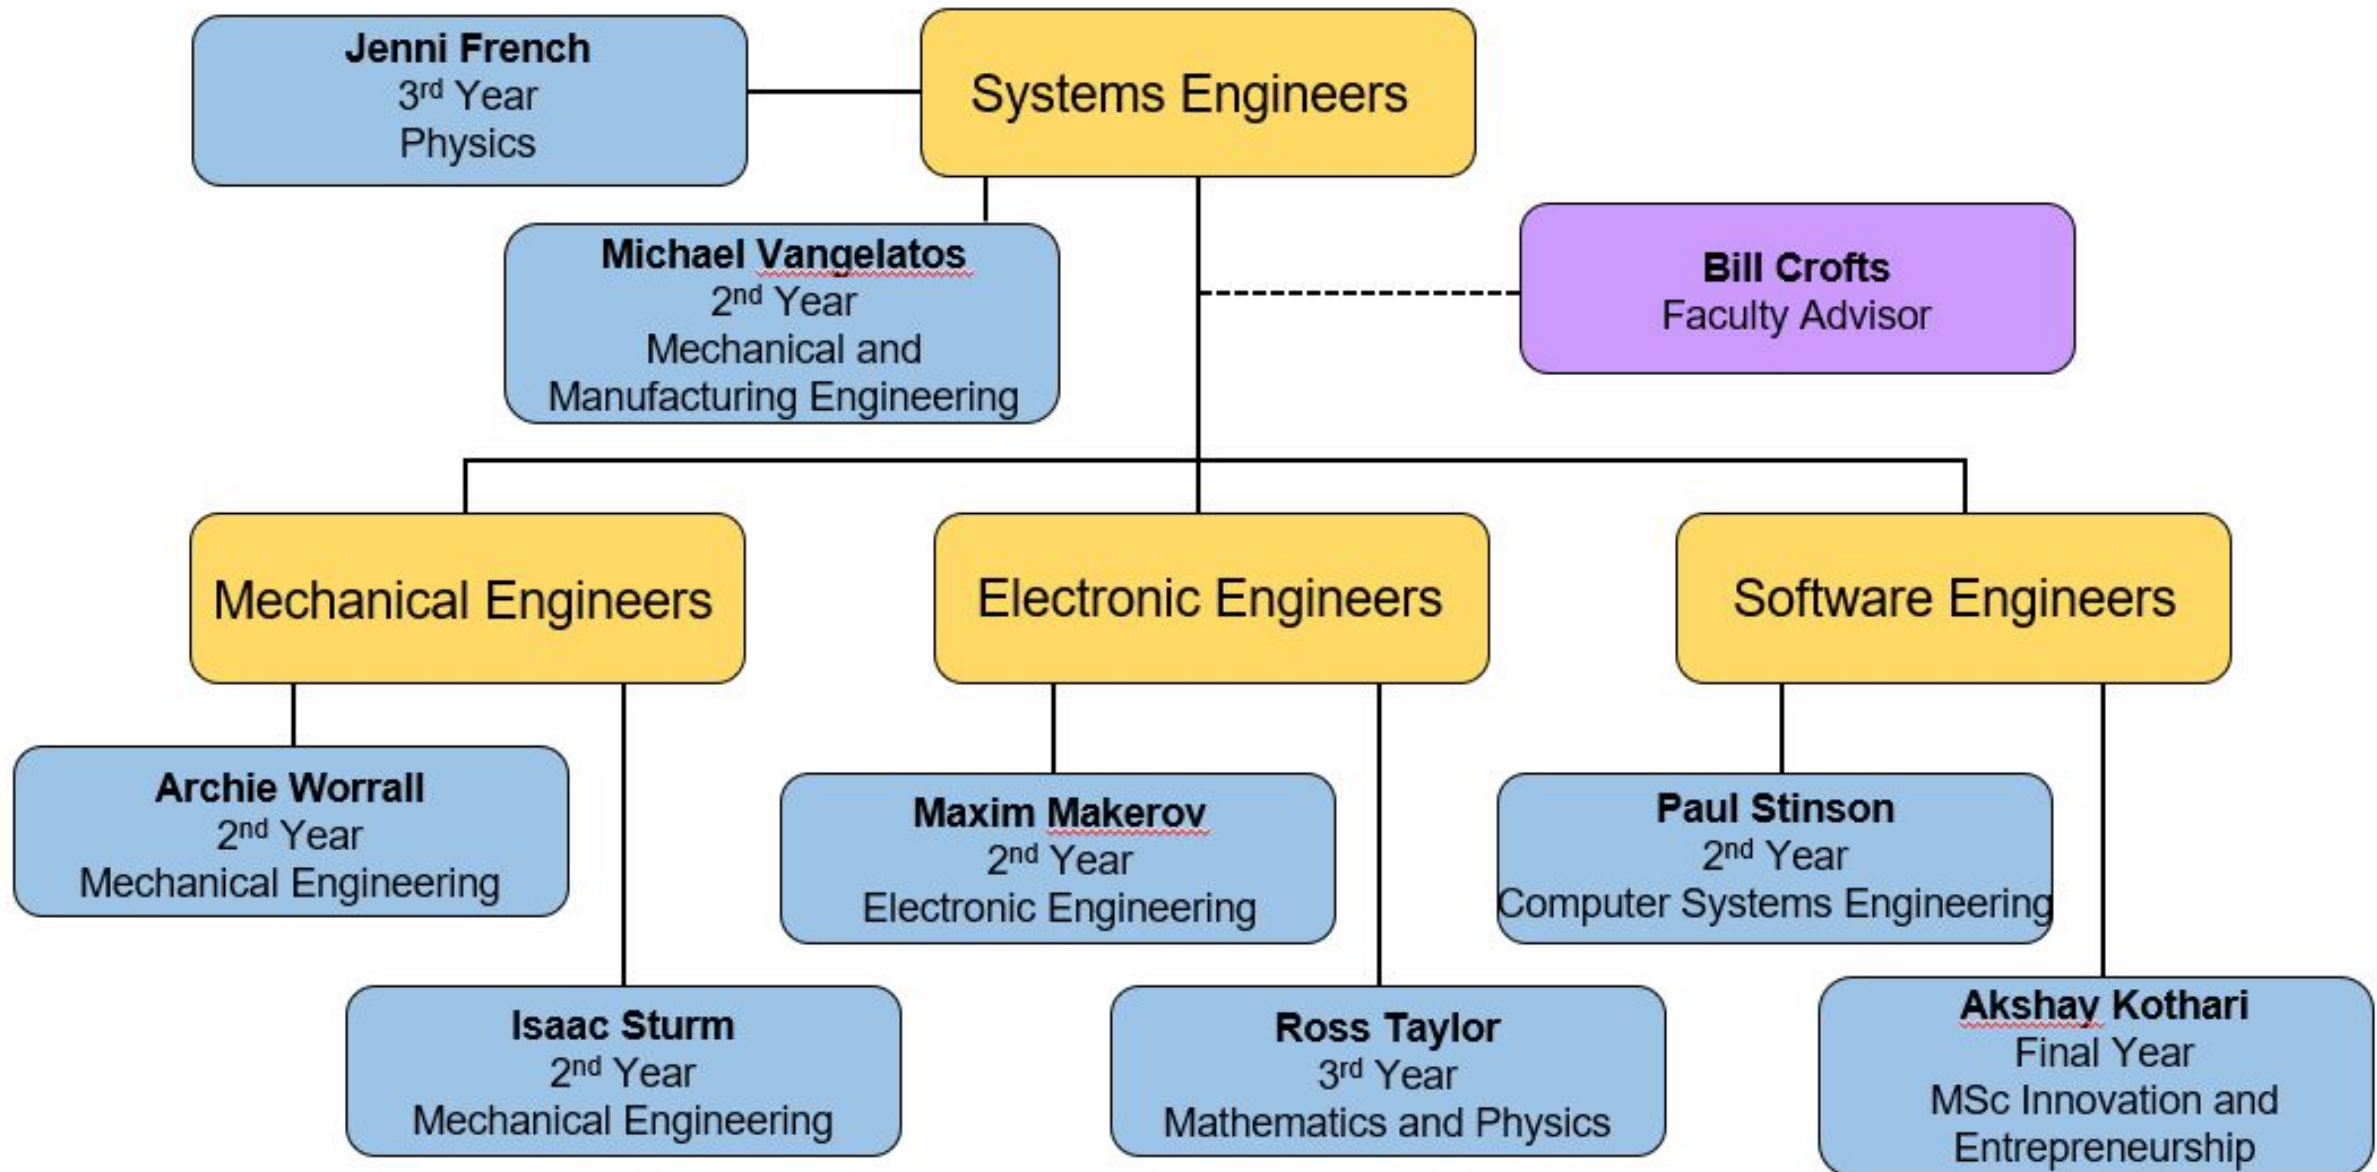 Jenni French
3rd Year
Physics
Systems Engineers
Michael Vangelatos
2nd Year
Mechanical and
Manufacturing Engineering
Bill Crofts
Faculty Advisor
Mechanical Engineers
Electronic Engineers
Software Engineers
Archie Worrall
2nd Year
Mechanical Engineering
Maxim Makerov
2nd Year
Electronic Engineering
Paul Stinson
2nd Year
Computer Systems Engineering
Isaac Sturm
2nd Year
Mechanical Engineering
Ross Taylor
3rd Year
Mathematics and Physics
Akshay Kothari
Final Year
MSc Innovation and
Entrepreneurship